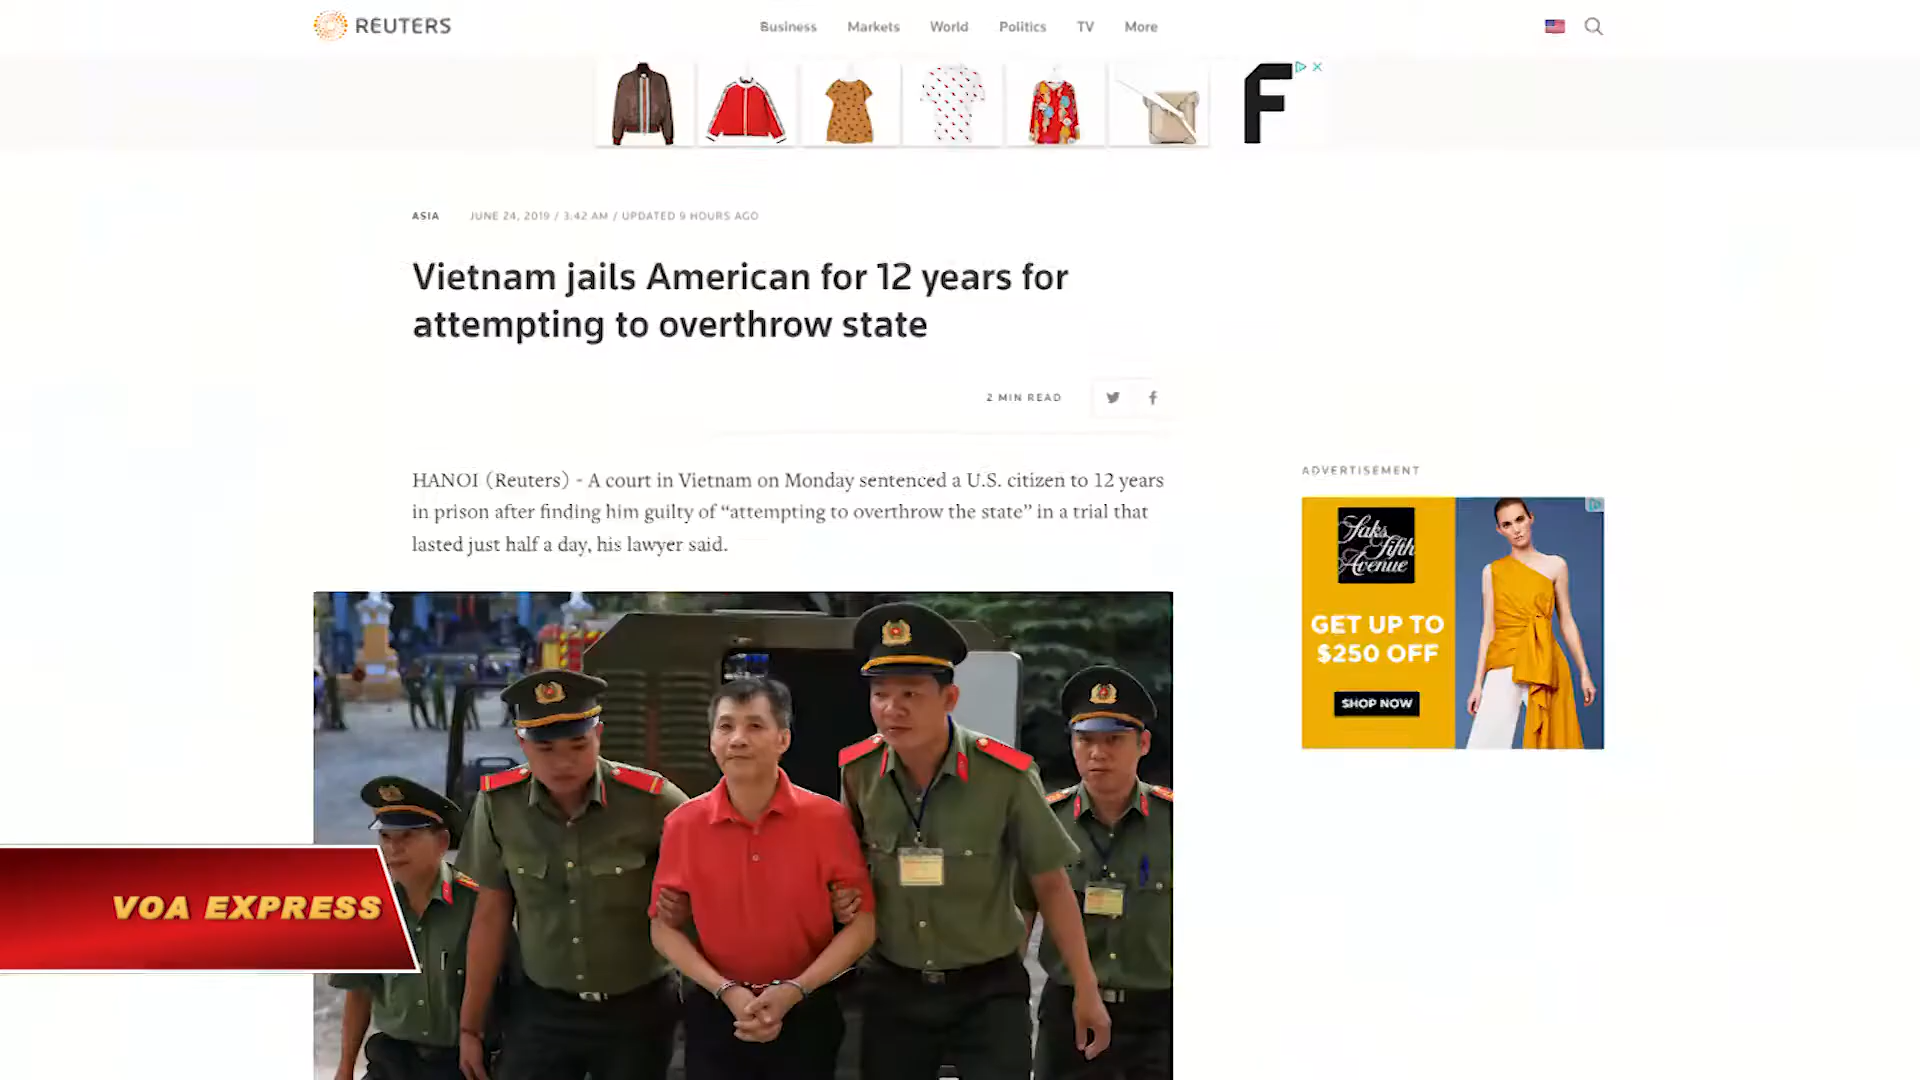 REUTERS
Business Markets World Politics TV More
F
ASIA JUNE 24, 2019 / 3:42 AM / UPDATED 9 HOURS AGO
Vietnam jails American for 12 years for
attempting to overthrow state
2 MIN READ
HANOI (Reuters) - A court in Vietnam on Monday sentenced a U.S. citizen to 12 years
in prison after finding him guilty of “attempting to overthrow the state” in a trial that
lasted just half a day, his lawyer said.
ADVERTISEMENT
Saks
Fifth
Avenue
GET UP TO
$250 OFF
SHOP NOW
VOA EXPRESS